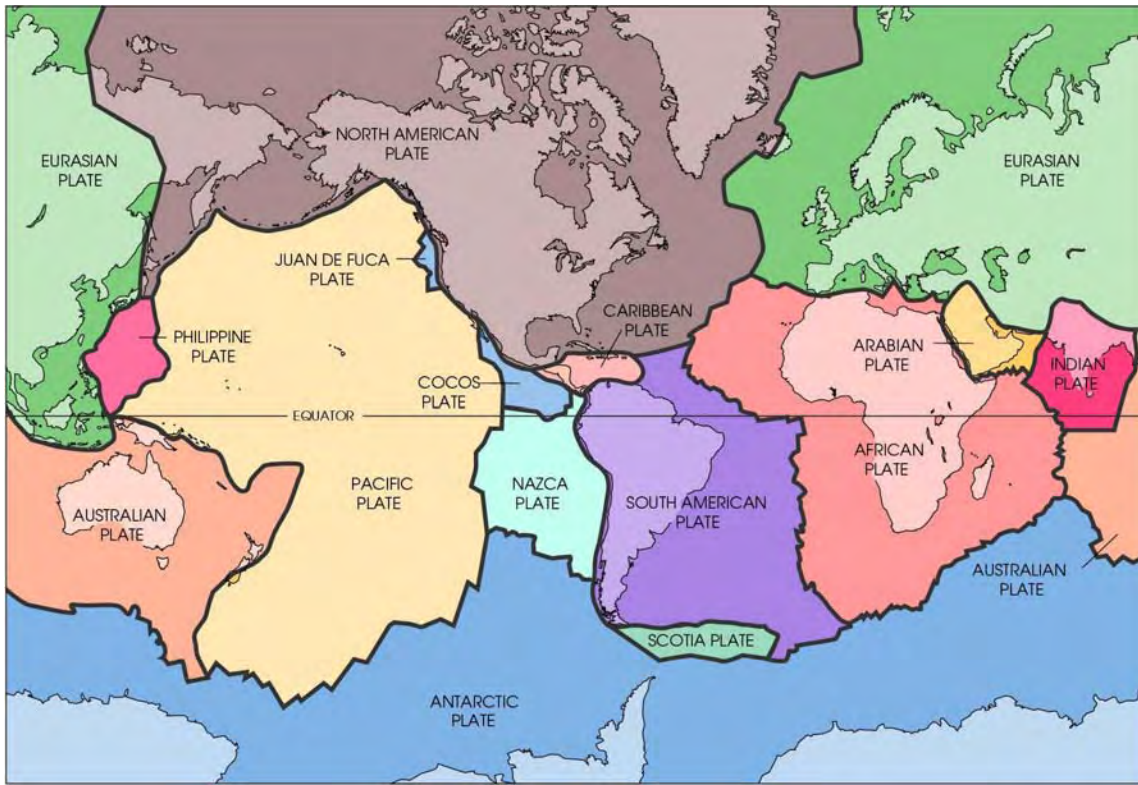 NORTH AMERICAN
PLATE
EURASIAN
PLATE
EURASIAN
PLATE
JUAN DE FUCA
PLATE
CARIBBEAN
PLATE
PHILIPPINE
PLATE
ARABIAN
PLATE
INDIAN
PLATE
COCOS
PLATE
EQUATOR
AFRICAN
PLATE
PACIFIC
PLATE
NAZCA
PLATE
SOUTH AMERICAN
PLATE
AUSTRALIAN
PLATE
AUSTRALIAN
PLATE
SCOTIA PLATE
ANTARCTIC
PLATE